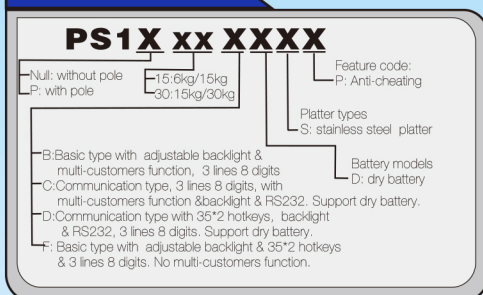 PS1X XX XXXX
Feature code:
P: Anti-cheating
Null: without pole
P: with pole
15:6kg/15kg
30:15kg/30kg
Platter types
S: stainless steel platter
Battery models
D: dry battery
B:Basic type with adjustable backlight &
multi-customers function, 3 lines 8 digits
C:Communication type, 3 lines 8 digits, with
multi-customers function &backlight & RS232. Support dry battery.
D:Communication type with 35*2 hotkeys, backlight
& RS232, 3 lines 8 digits. Support dry battery.
F: Basic type with adjustable backlight & 35*2 hotkeys
& 3 lines 8 digits. No multi-customers function.